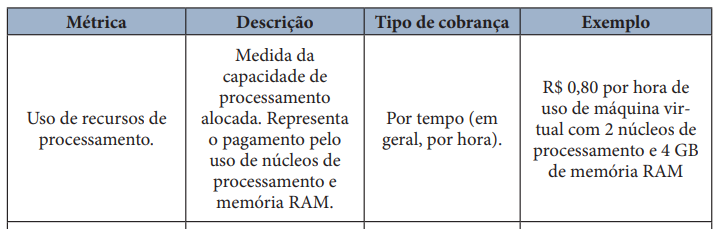 Métrica
Descrição
Tipo de cobrança
Exemplo
Uso de recursos de
processamento.
Medida da
capacidade de
processamento
alocada. Representa
o pagamento pelo
uso de núcleos de
processamento e
memória RAM.
Por tempo (em
geral, por hora).
R$ 0,80 por hora de
uso de máquina vir-
tual com 2 núcleos de
processamento e 4 GB
de memória RAM